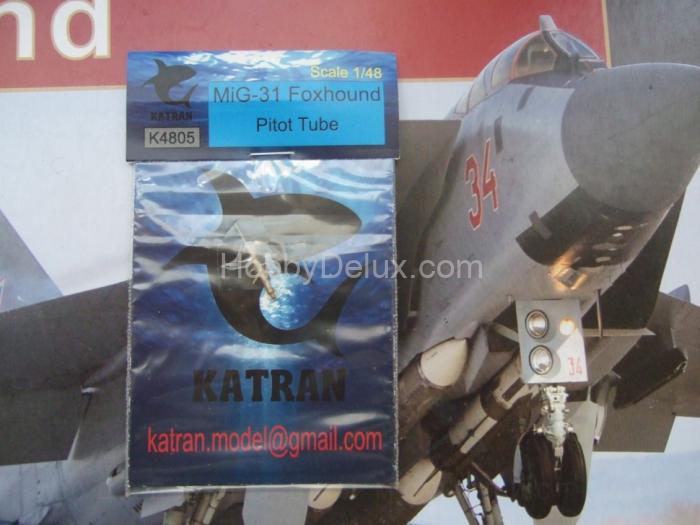 nd
Scale 1/48
MiG-31 Foxhound
KATRAN
K4805
Pitot Tube
34
HobbyDelux.com
KATRAN
34
katran.model@gmail.com